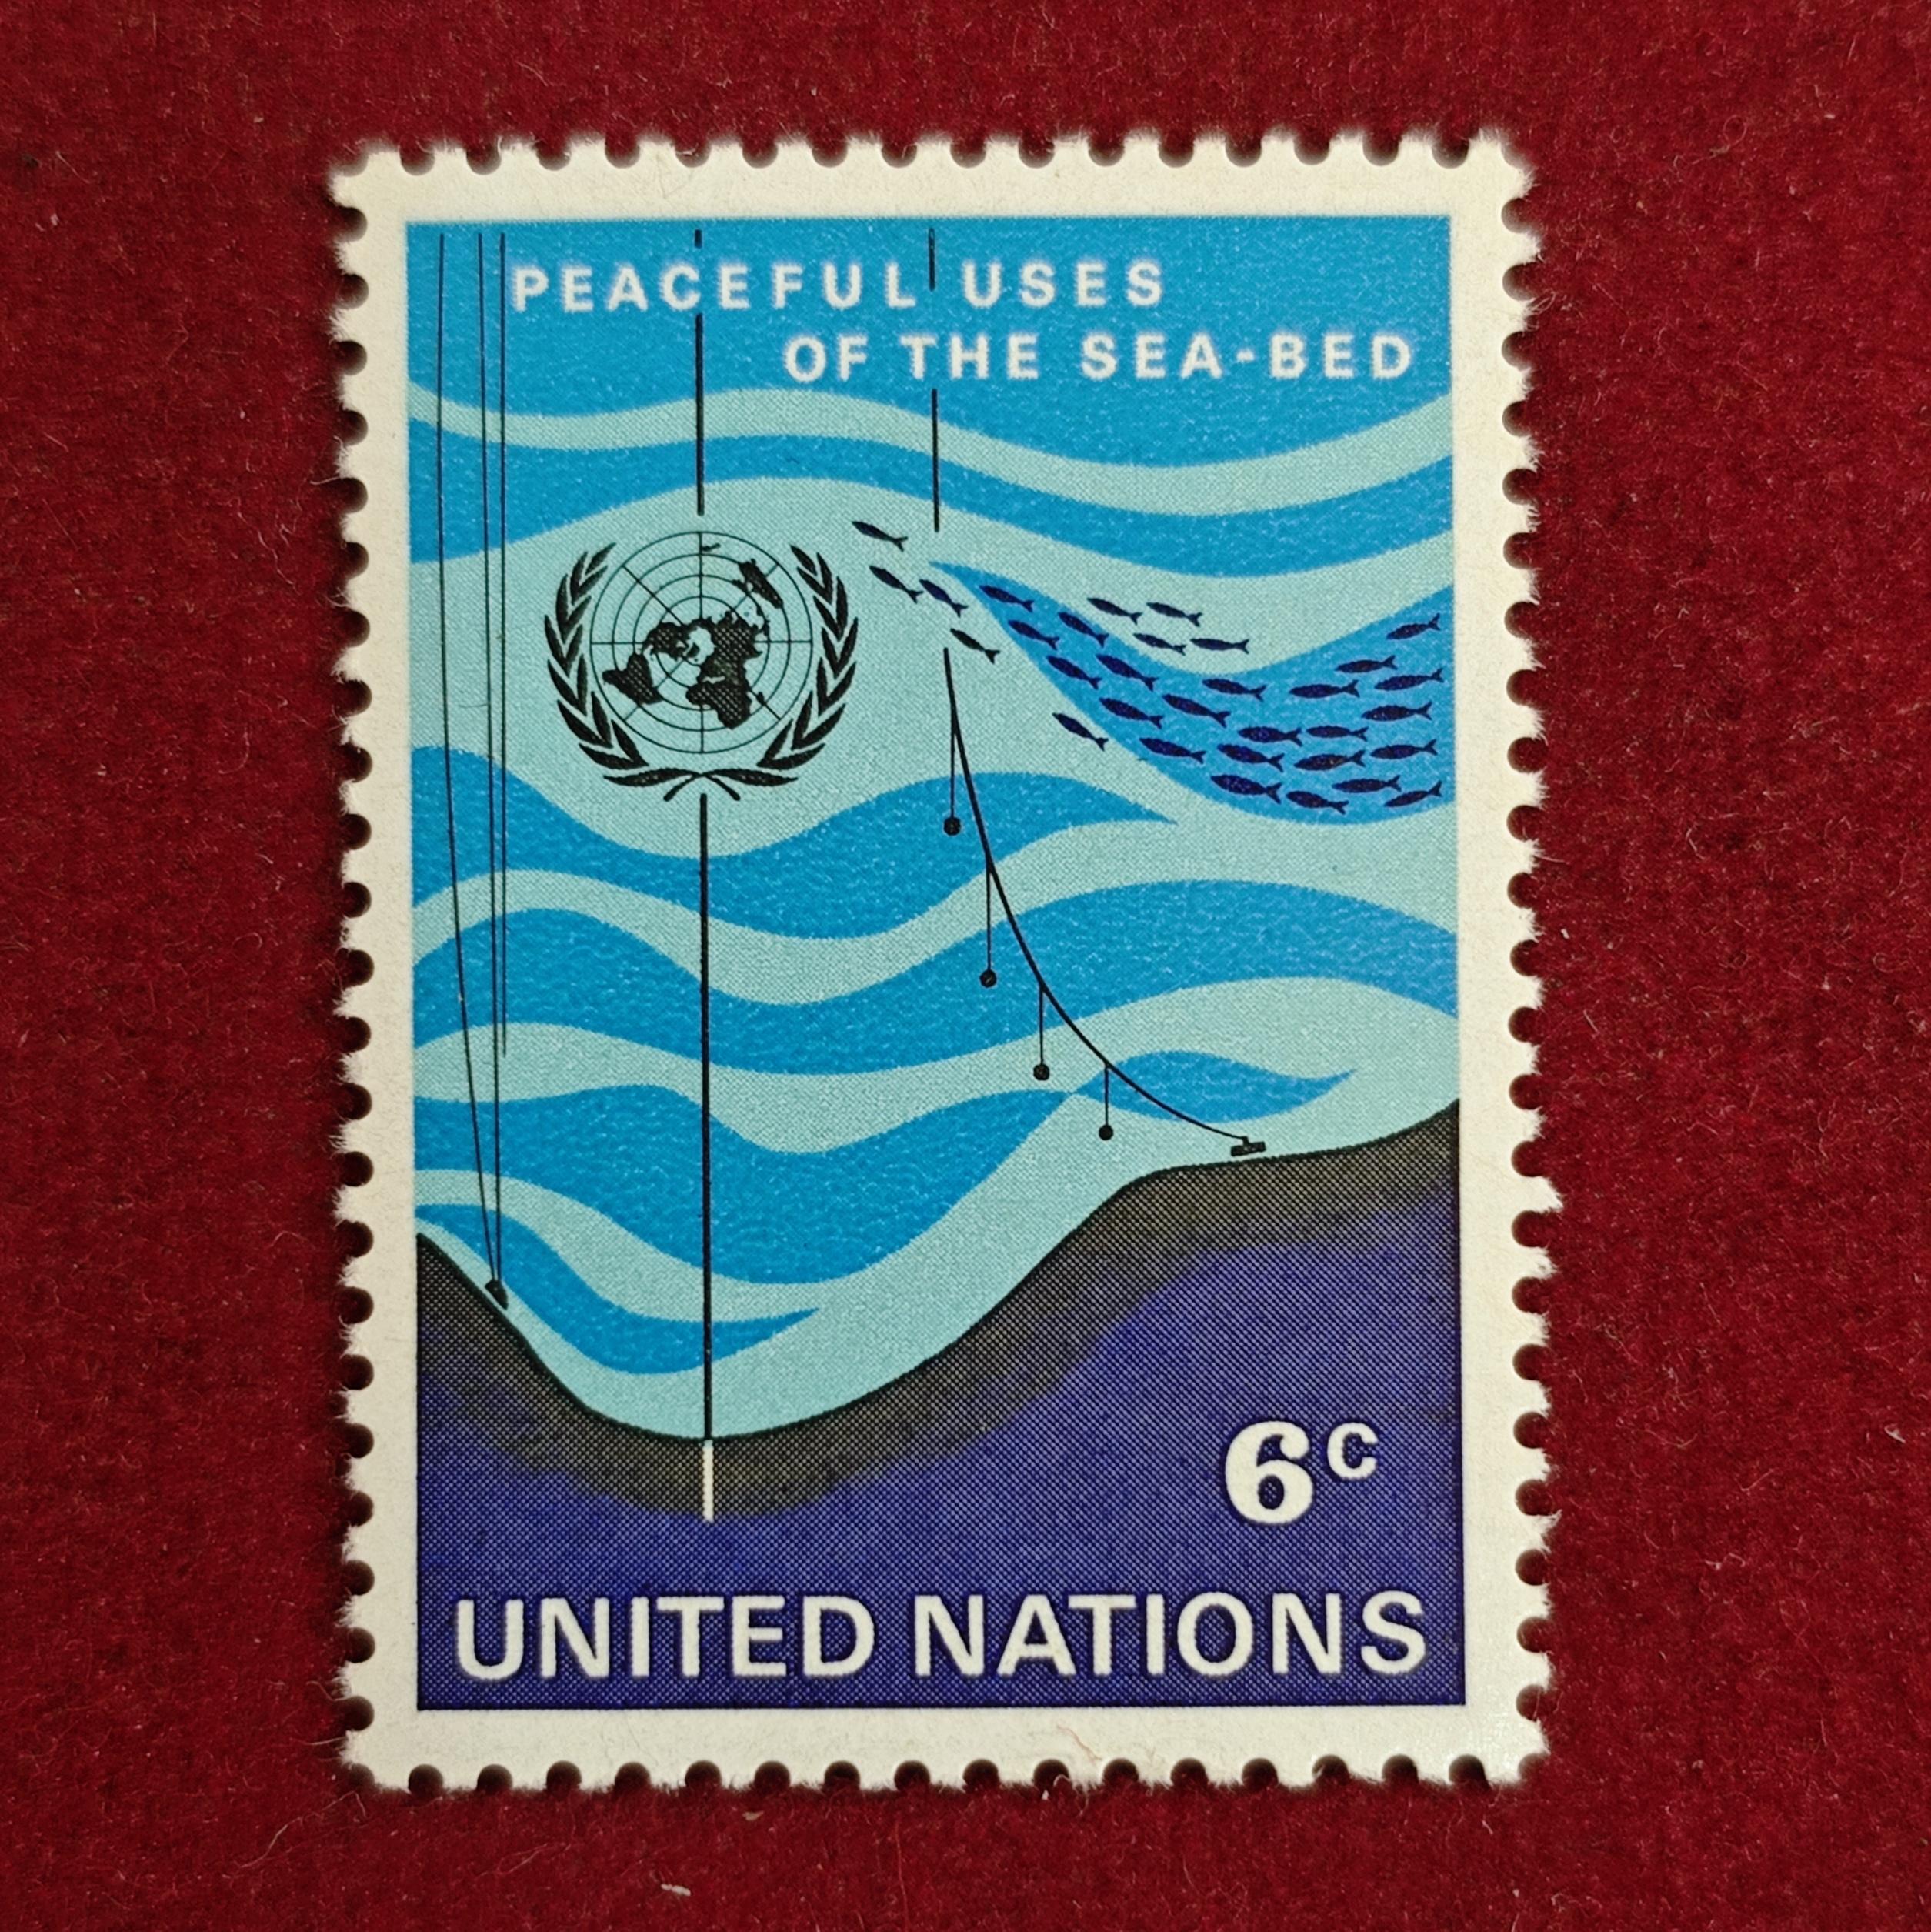 PEACEFUL USES
OF THE SEA-BED
6c
UNITED NATIONS